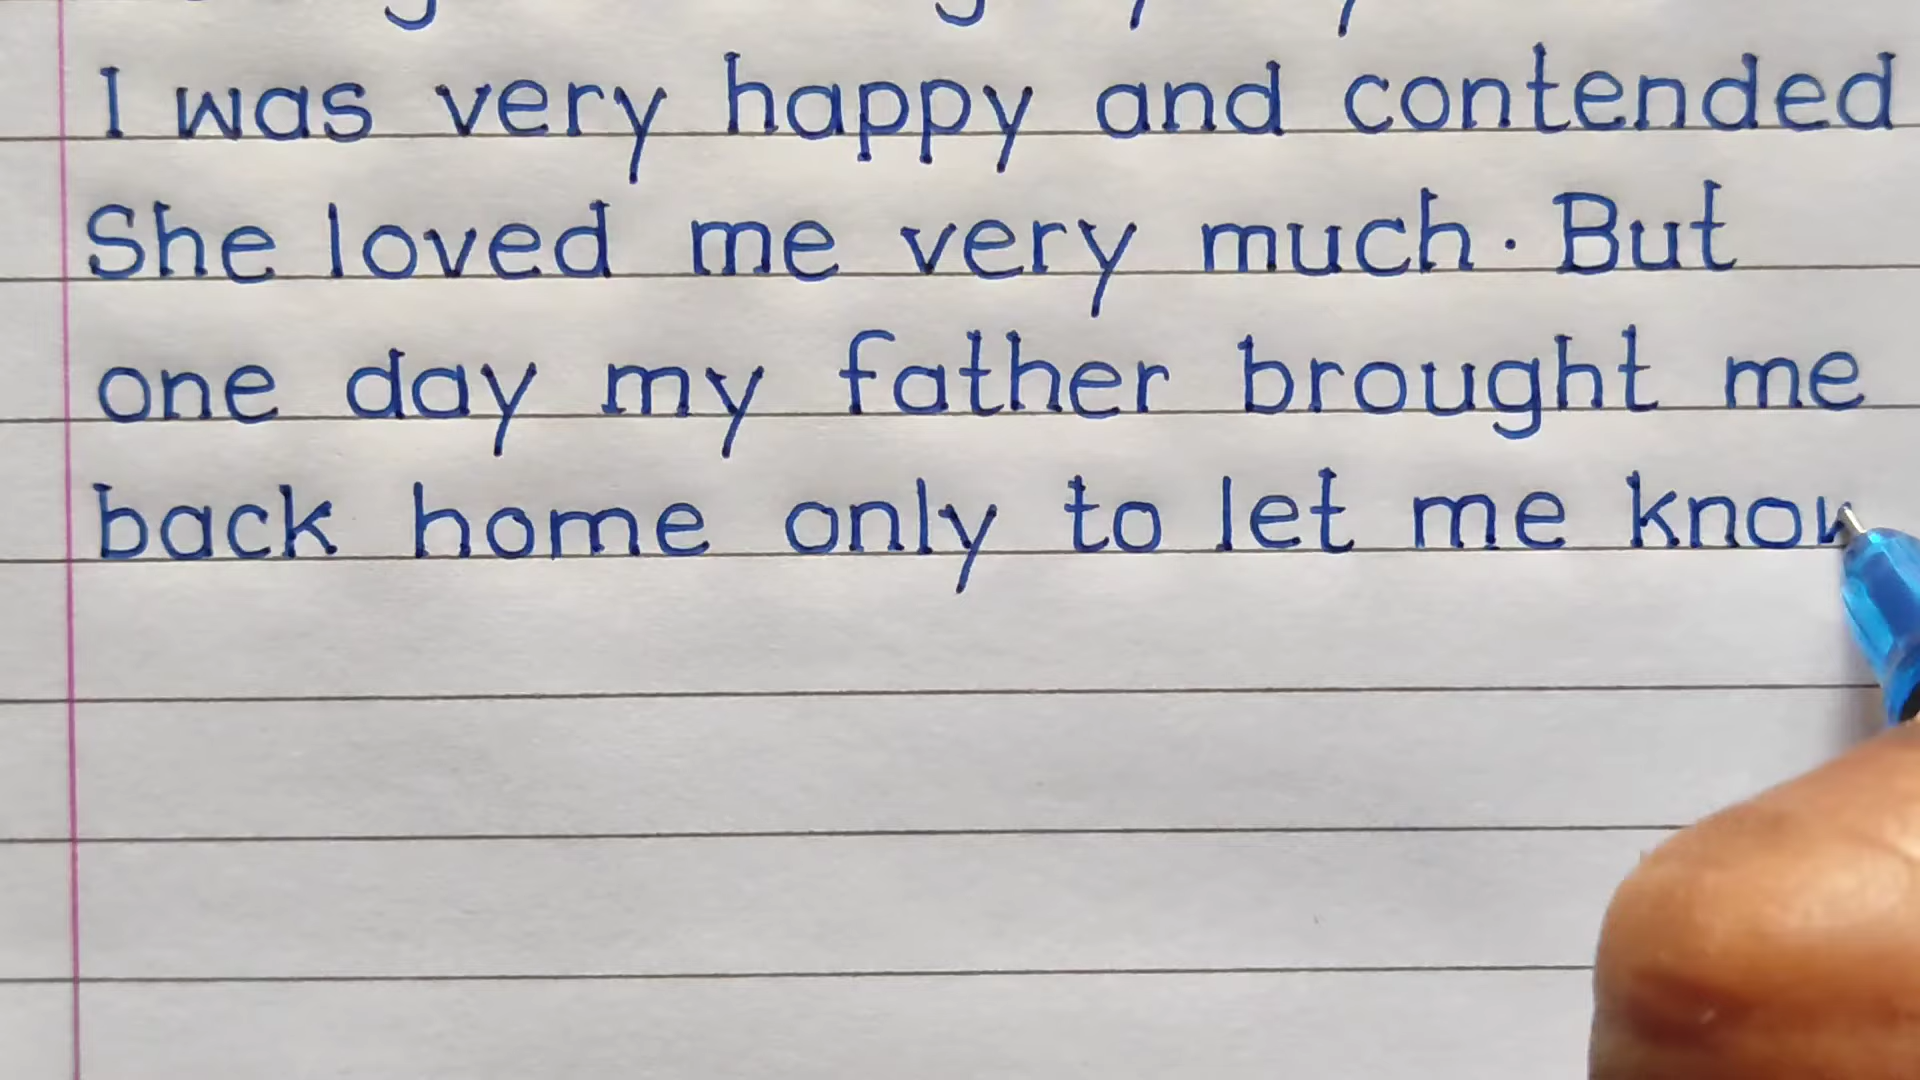 I was very happy and contended
She loved me very much. But
one day my father brought me
back home only to let me know